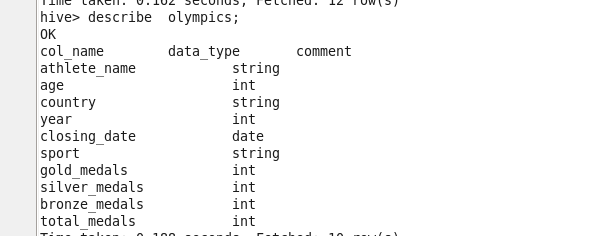 Time taken: 0.162 seconds, Fetched: 12 row(s)
hive> describe  olympics;
OK
col_name        data_type       comment
athlete_name            string
age                     int
country                 string
year                    int
closing_date            date
sport                   string
gold_medals             int
silver_medals           int
bronze_medals           int
total_medals            int
Time taken: 0.188 seconds, Fetched: 10 row(s)